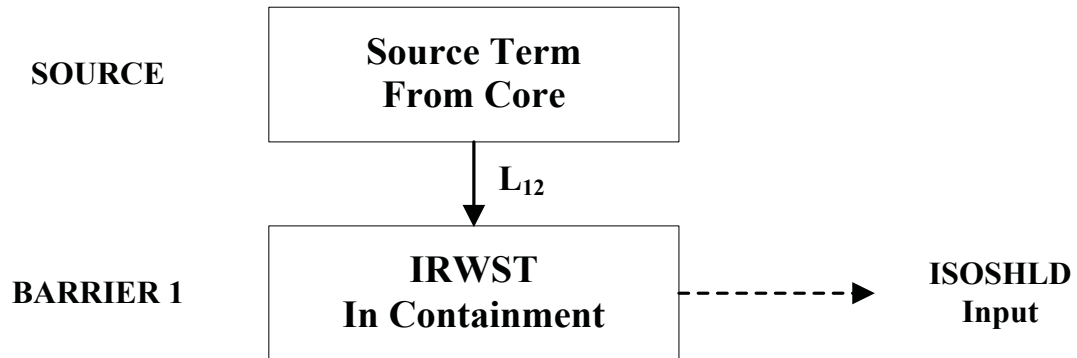 SOURCE
Source Term
From Core
L₁₂
BARRIER 1
IRWST
In Containment
ISOSHLD
Input